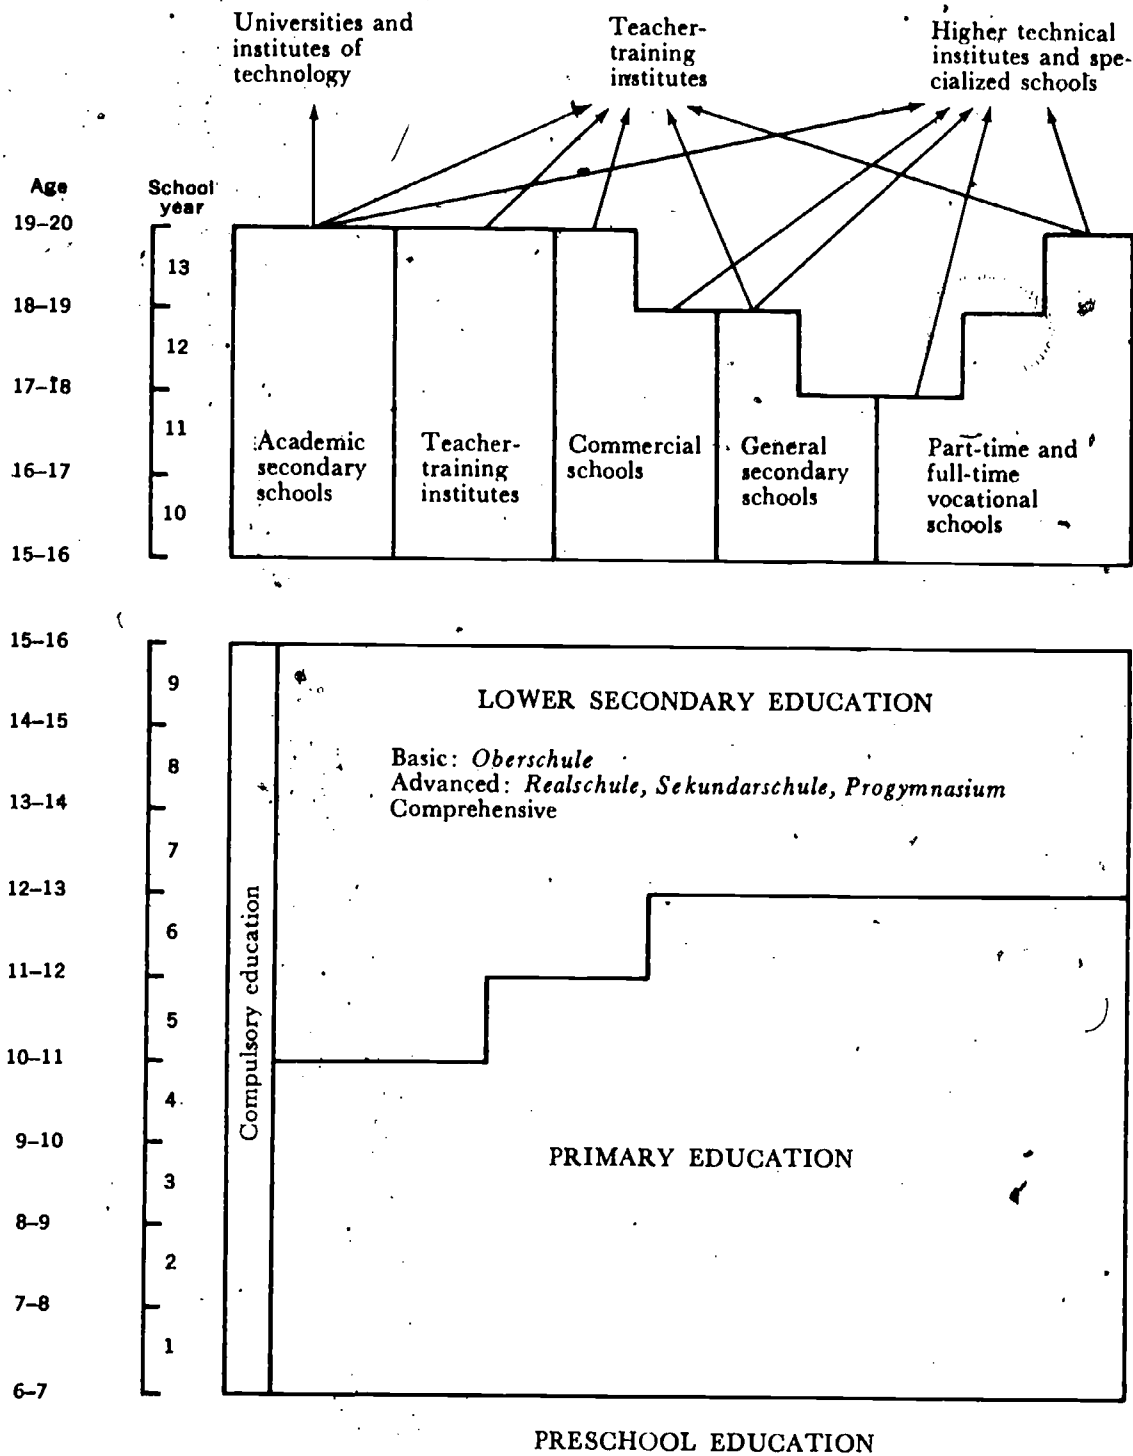 Universities and
institutes of
technology
Teacher-
training
institutes
Higher technical
institutes and spe-
cialized schools
Age
School
year
19–20
13
18–19
12
17–18
11
16–17
10
15–16
Academic
secondary
schools
Teacher-
training
institutes
Commercial
schools
General
secondary
schools
Part-time and
full-time
vocational
schools
15–16
9
14–15
8
13–14
7
12–13
6
11–12
5
10–11
4
9–10
3
8–9
2
7–8
1
6–7
Compulsory education
LOWER SECONDARY EDUCATION
Basic: Oberschule
Advanced: Realschule, Sekundarschule, Progymnasium
Comprehensive
PRIMARY EDUCATION
PRESCHOOL EDUCATION